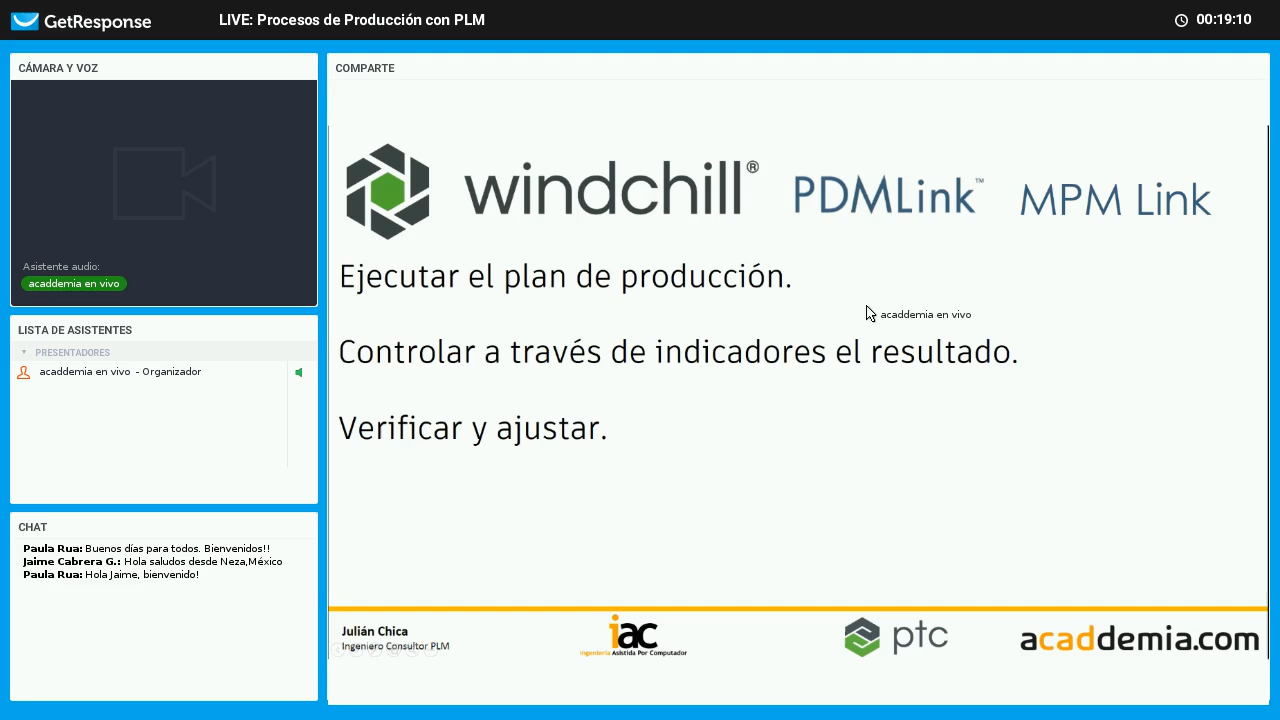 GetResponse
LIVE: Procesos de Producción con PLM
00:19:10
CÁMARA Y VOZ
Asistente audio:
acaddemia en vivo
LISTA DE ASISTENTES
PRESENTADORES
acaddemia en vivo - Organizador
CHAT
Paula Rua: Buenos días para todos. Bienvenidos!!
Jaime Cabrera G.: Hola saludos desde Neza,México
Paula Rua: Hola Jaime, bienvenido!
COMPARTE
windchill® PDMLink™ MPM Link
Ejecutar el plan de producción.
acaddemia en vivo
Controlar a través de indicadores el resultado.
Verificar y ajustar.
Julián Chica
Ingeniero Consultor PLM
iac
Ingeniería Asistida Por Computador
ptc
acaddemia.com